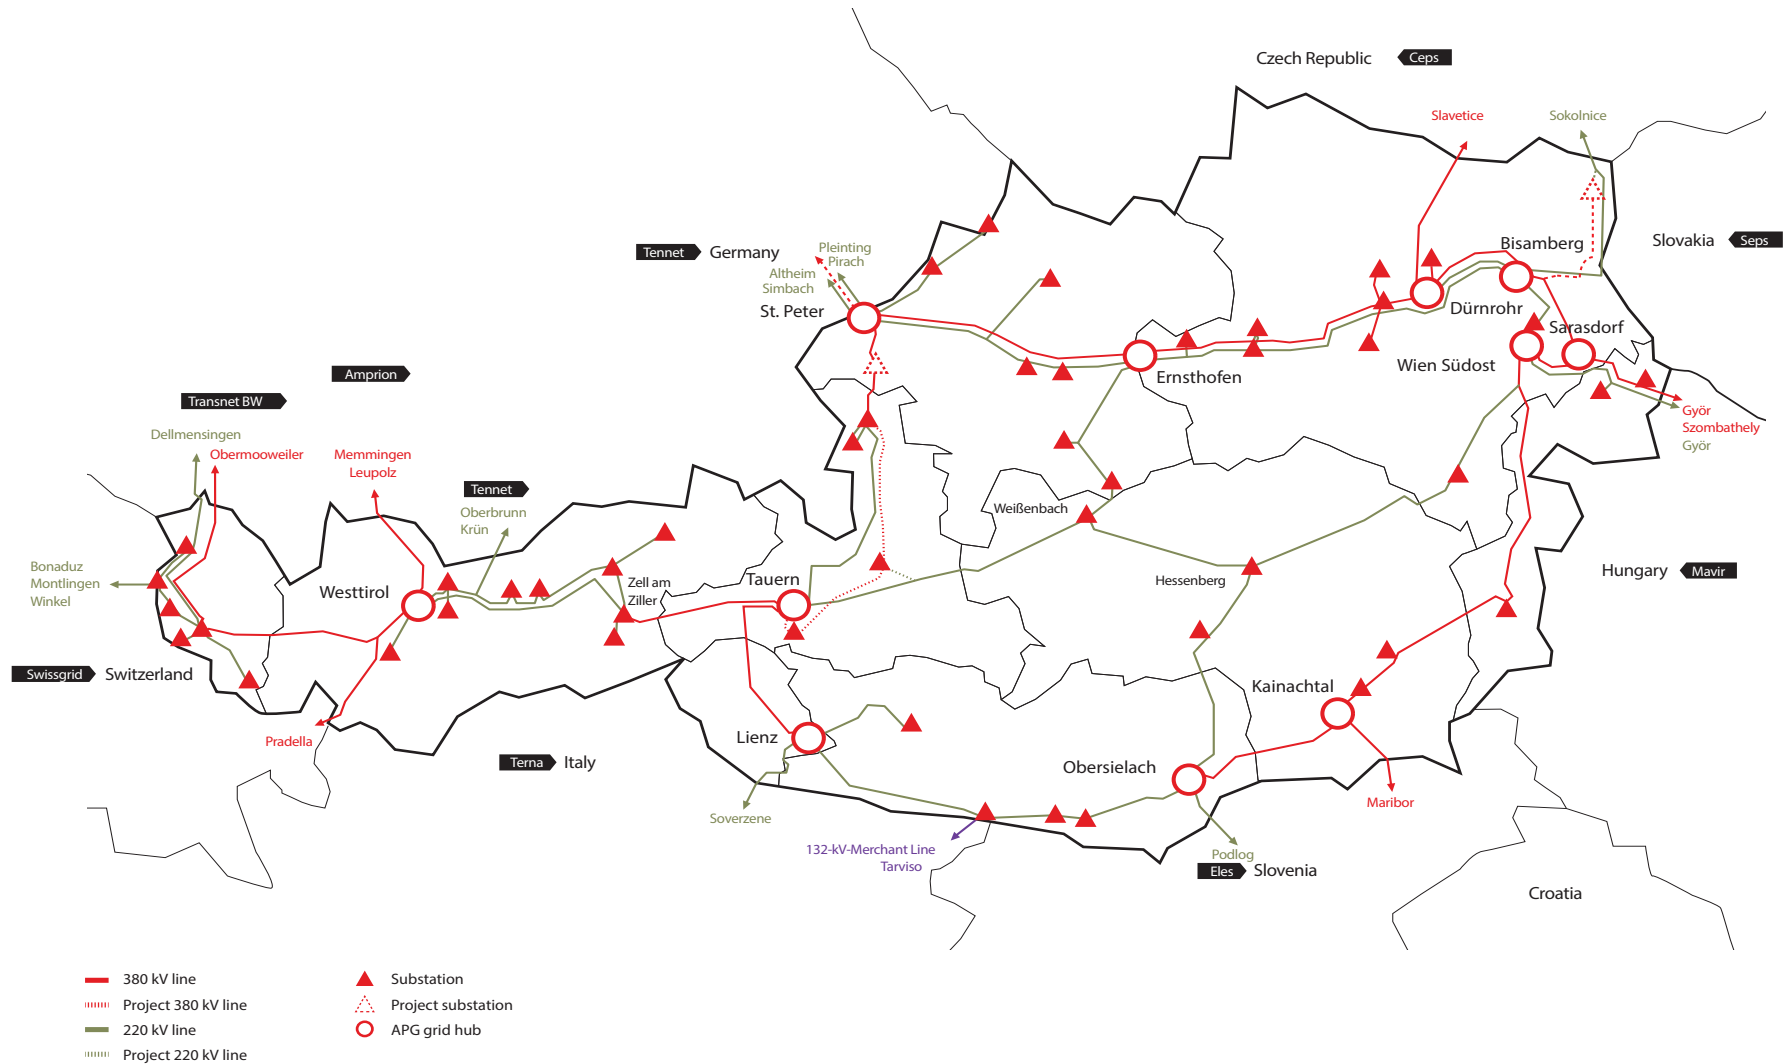 Czech Republic
Ceps
Slavetice
Sokolnice
Slovakia
Seps
Bisamberg
Tennet
Germany
Pleinting
Pirach
Altheim
Simbach
St. Peter
Dürnrohr
Sarasdorf
Wien Südost
Ernsthofen
Amprion
Transnet BW
Dellmensingen
Obermooweiler
Memmingen
Leupolz
Györ
Szombathely
Györ
Tennet
Oberbrunn
Krün
Weißenbach
Bonaduz
Montlingen
Winkel
Westtirol
Zell am
Ziller
Tauern
Hessenberg
Hungary
Mavir
Swissgrid
Switzerland
Kainachtal
Pradella
Lienz
Terna
Italy
Obersielach
Maribor
Soverzene
132-kV-Merchant Line
Tarviso
Podlog
Eles
Slovenia
Croatia
380 kV line
Project 380 kV line
220 kV line
Project 220 kV line
Substation
Project substation
APG grid hub